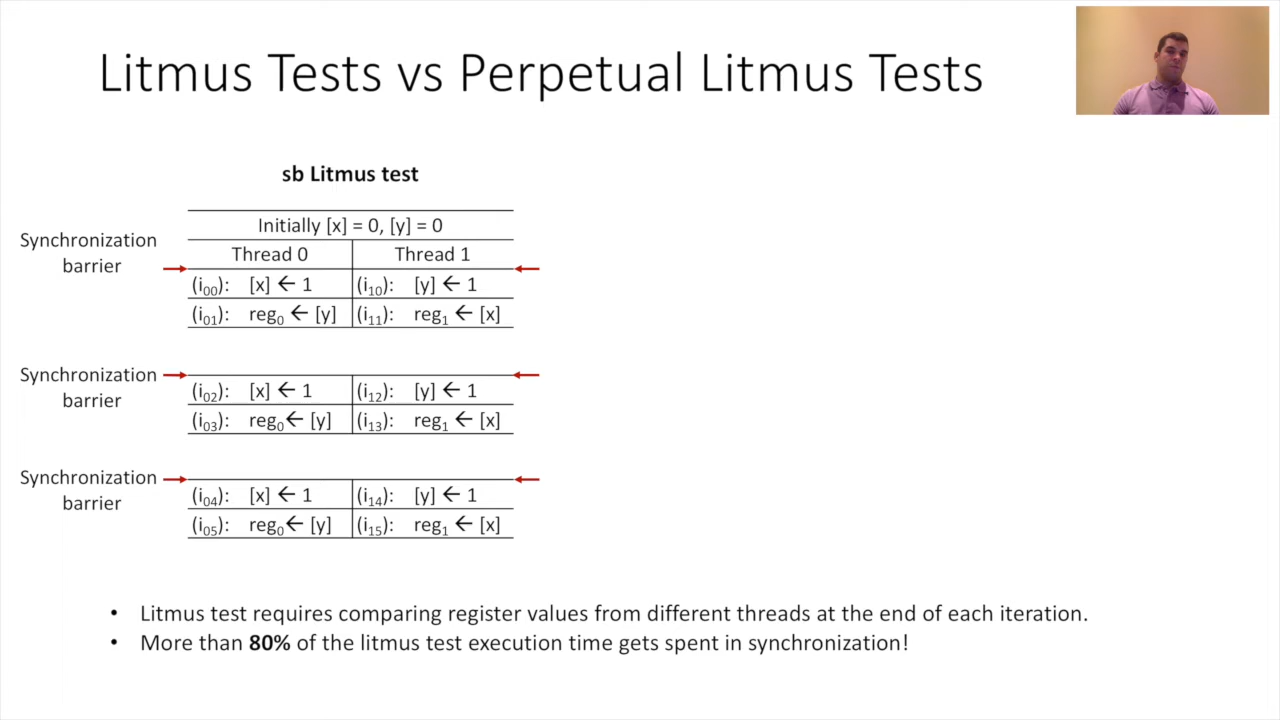 Litmus Tests vs Perpetual Litmus Tests
sb Litmus test
Initially [x] = 0, [y] = 0
Thread 0 Thread 1
Synchronization
barrier
(i₀₀): [x] ← 1 (i₁₀): [y] ← 1
(i₀₁): reg₀ ← [y] (i₁₁): reg₁ ← [x]
Synchronization
barrier
(i₀₂): [x] ← 1 (i₁₂): [y] ← 1
(i₀₃): reg₀← [y] (i₁₃): reg₁ ← [x]
Synchronization
barrier
(i₀₄): [x] ← 1 (i₁₄): [y] ← 1
(i₀₅): reg₀← [y] (i₁₅): reg₁ ← [x]
• Litmus test requires comparing register values from different threads at the end of each iteration.
• More than 80% of the litmus test execution time gets spent in synchronization!